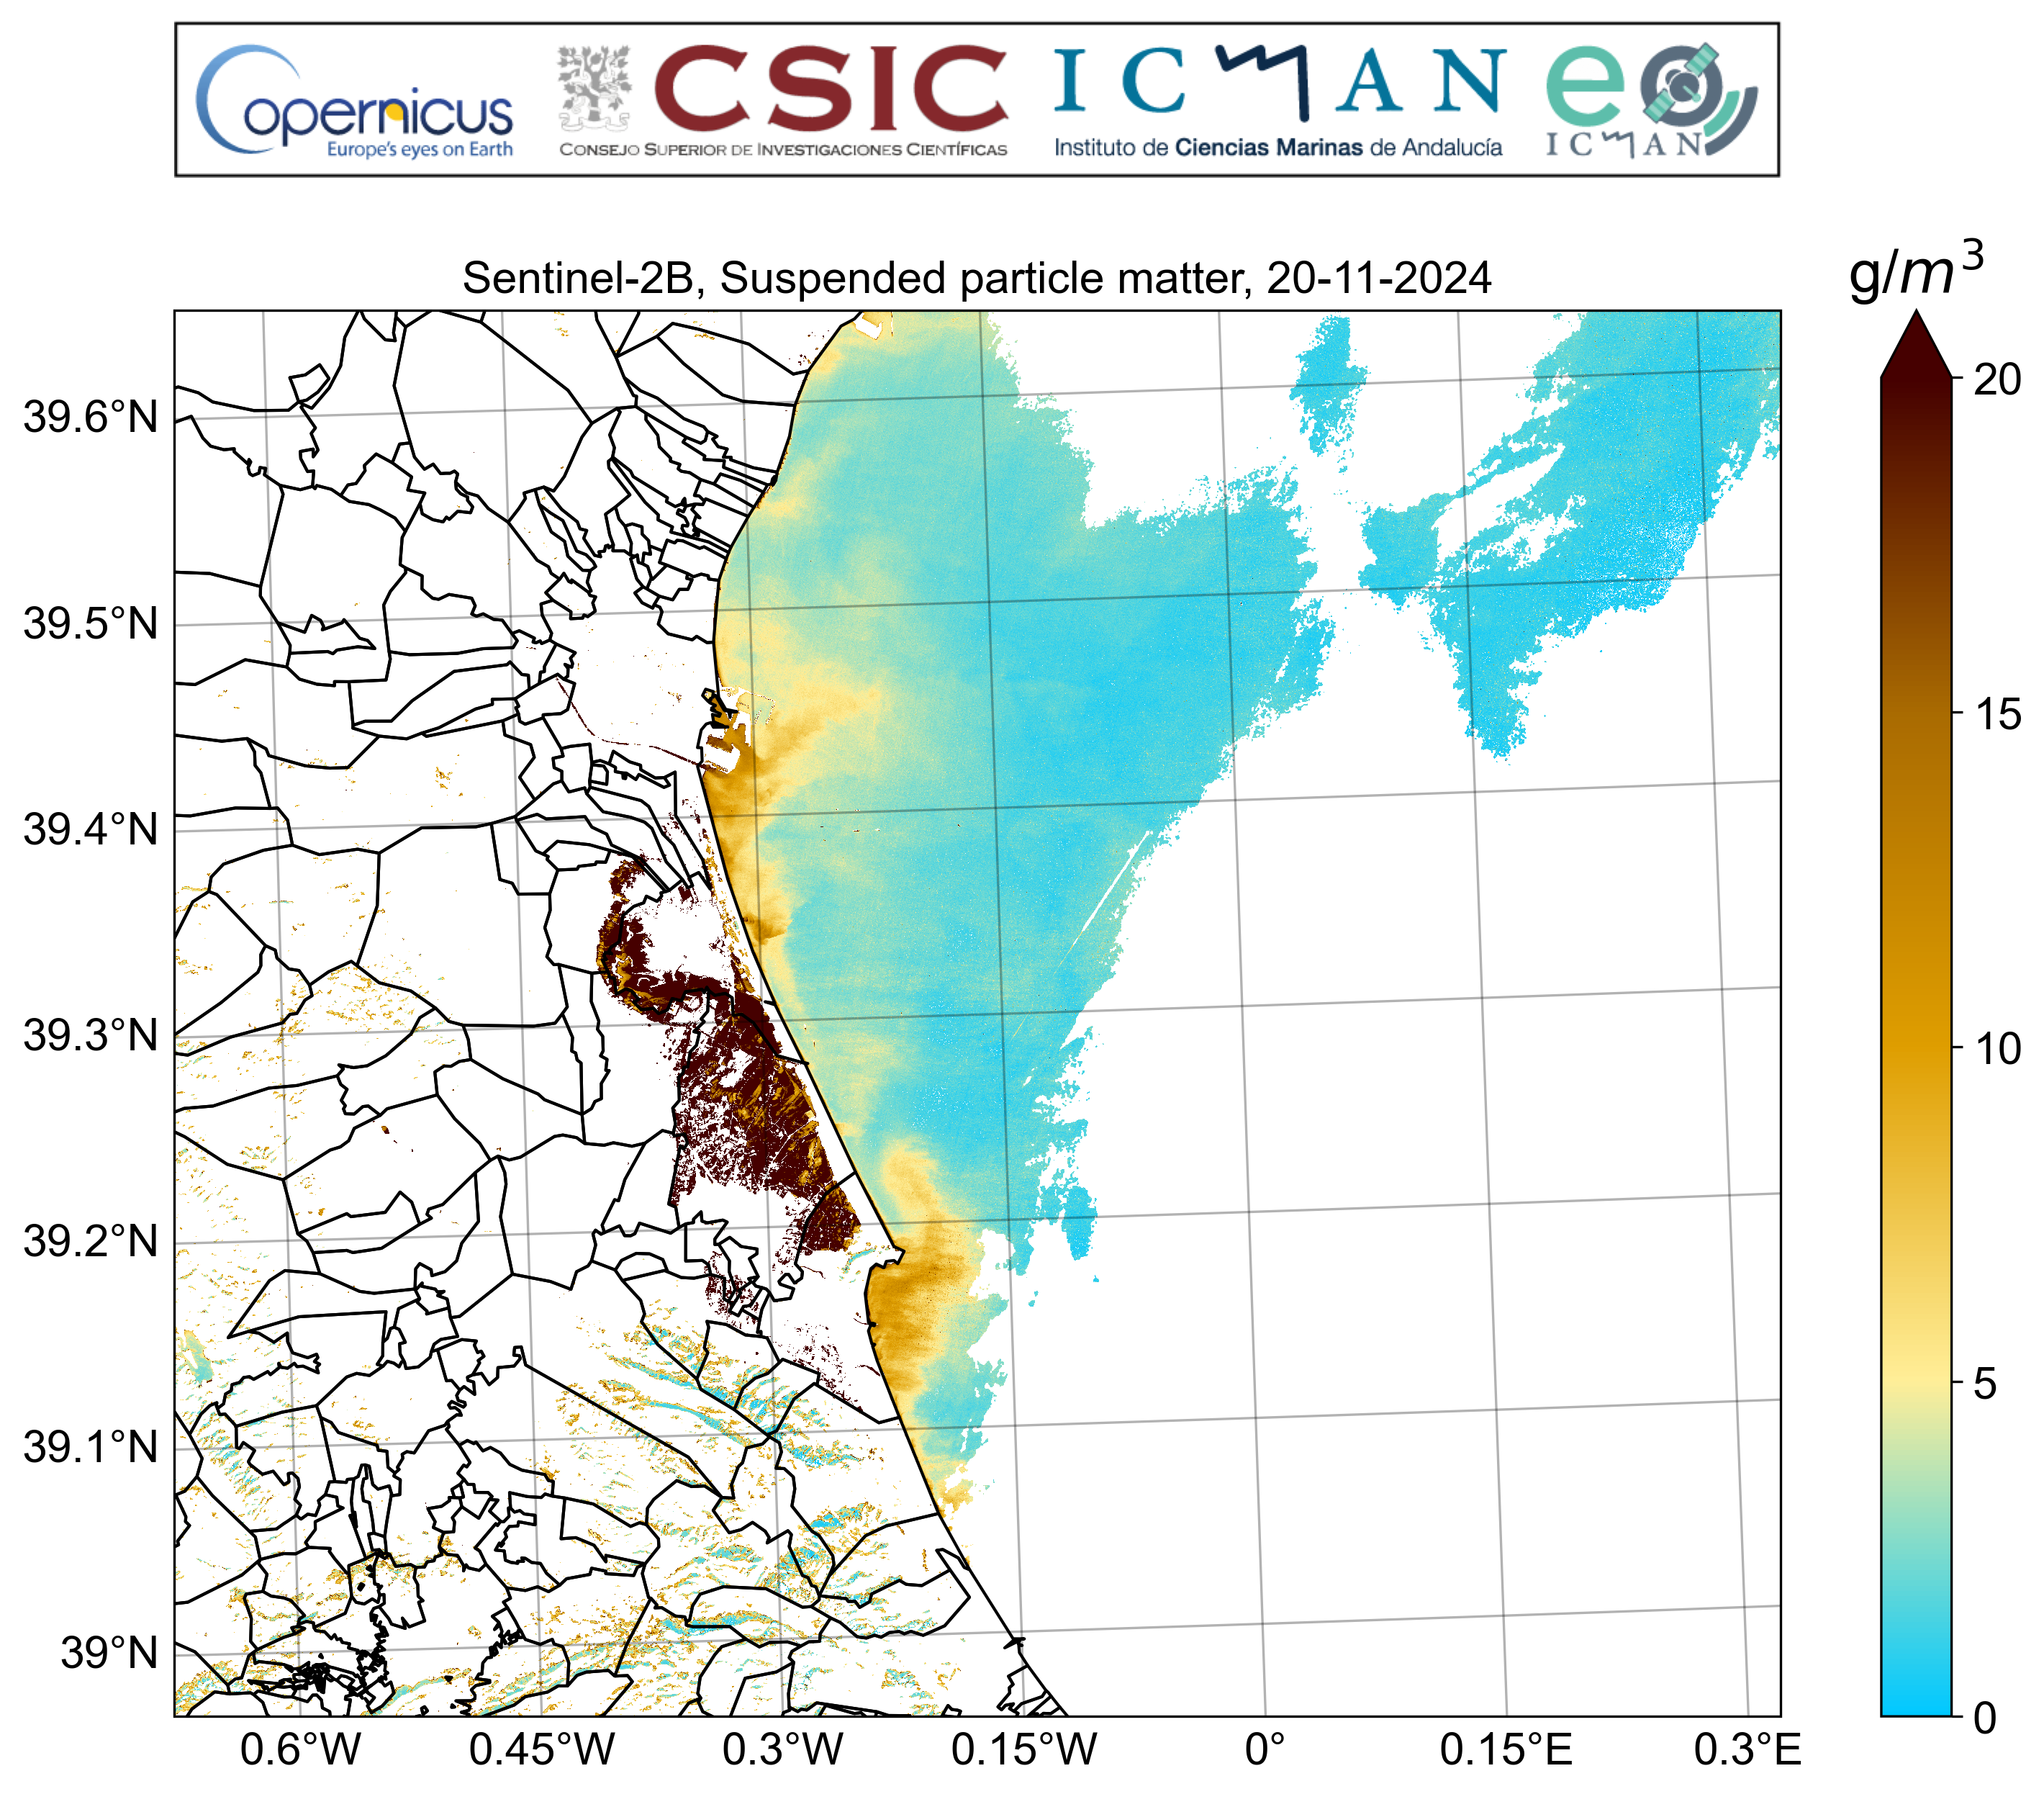 Copernicus
Europe's eyes on Earth
CSIC
CONSEJO SUPERIOR DE INVESTIGACIONES CIENTÍFICAS
ICMAN
Instituto de Ciencias Marinas de Andalucía
eo
ICMAN
Sentinel-2B, Suspended particle matter, 20-11-2024
g/m³
39.6°N
39.5°N
39.4°N
39.3°N
39.2°N
39.1°N
39°N
0.6°W 0.45°W 0.3°W 0.15°W 0° 0.15°E 0.3°E
20
15
10
5
0